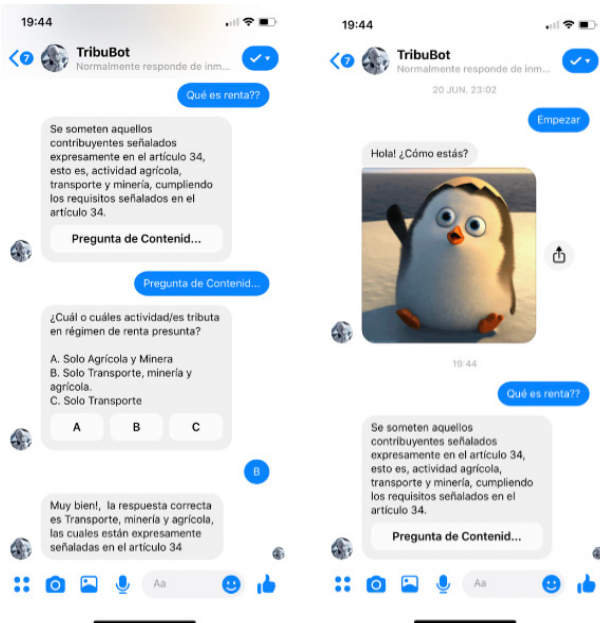 19:44
7
TribuBot
Normalmente responde de inm...
Qué es renta??
Se someten aquellos
contribuyentes señalados
expresamente en el artículo 34,
esto es, actividad agrícola,
transporte y minería, cumpliendo
los requisitos señalados en el
artículo 34.
Pregunta de Contenid...
Pregunta de Contenid...
¿Cuál o cuáles actividad/es tributa
en régimen de renta presunta?
A. Solo Agrícola y Minera
B. Solo Transporte, minería y
agrícola.
C. Solo Transporte
A B C
B
Muy bien!, la respuesta correcta
es Transporte, minería y agrícola,
las cuales están expresamente
señaladas en el artículo 34
Aa
19:44
7
TribuBot
Normalmente responde de inm...
20 JUN. 23:02
Empezar
Hola! ¿Cómo estás?
19:44
Qué es renta??
Se someten aquellos
contribuyentes señalados
expresamente en el artículo 34,
esto es, actividad agrícola,
transporte y minería, cumpliendo
los requisitos señalados en el
artículo 34.
Pregunta de Contenid...
Aa